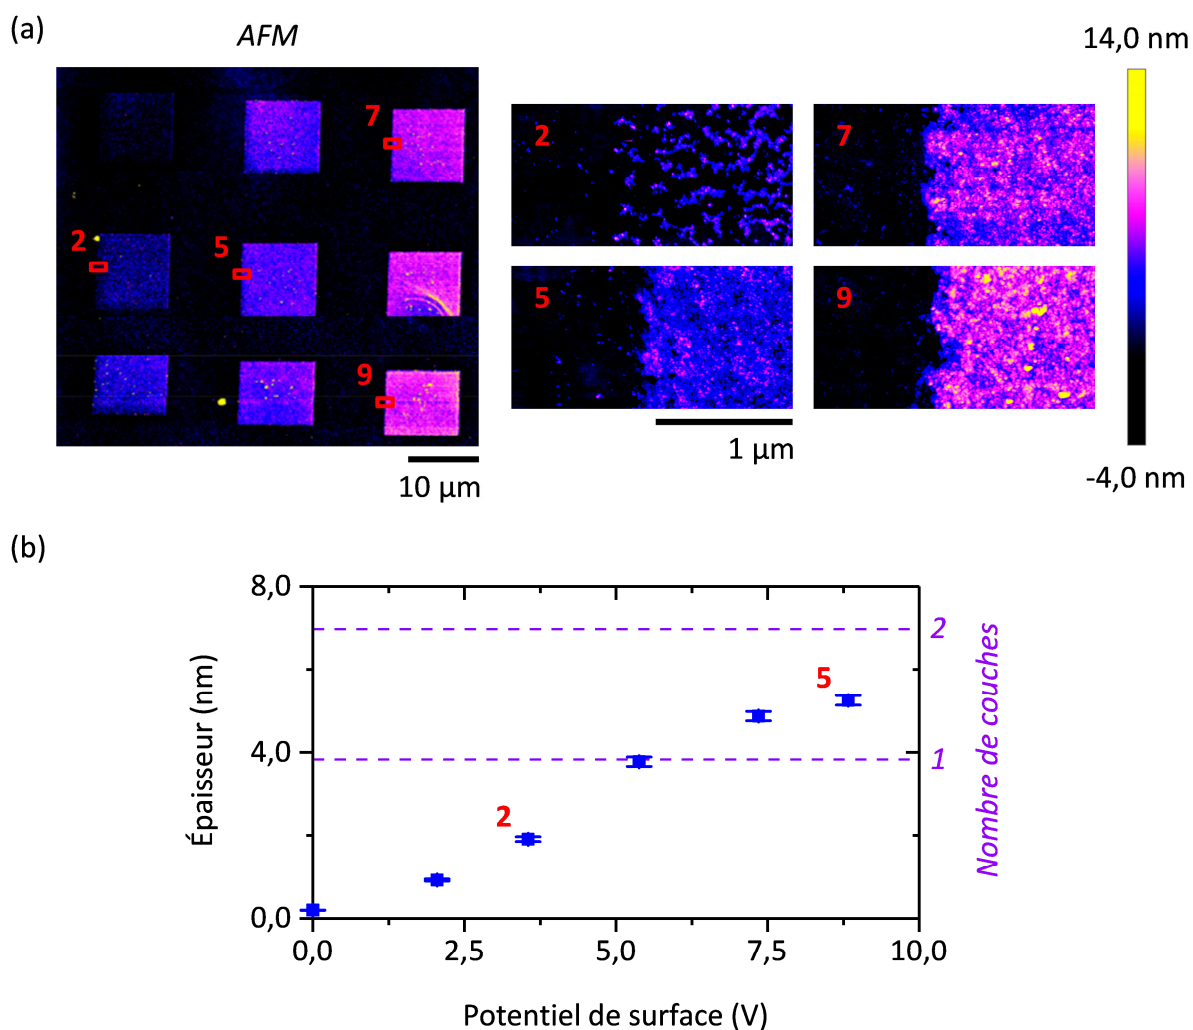 (a)
AFM
14,0 nm
7
2
7
2
5
5
9
9
1 µm
10 µm
-4,0 nm
(b)
8,0
4,0
0,0
Épaisseur (nm)
2
5
2
1
Nombre de couches
0,0 2,5 5,0 7,5 10,0
Potentiel de surface (V)